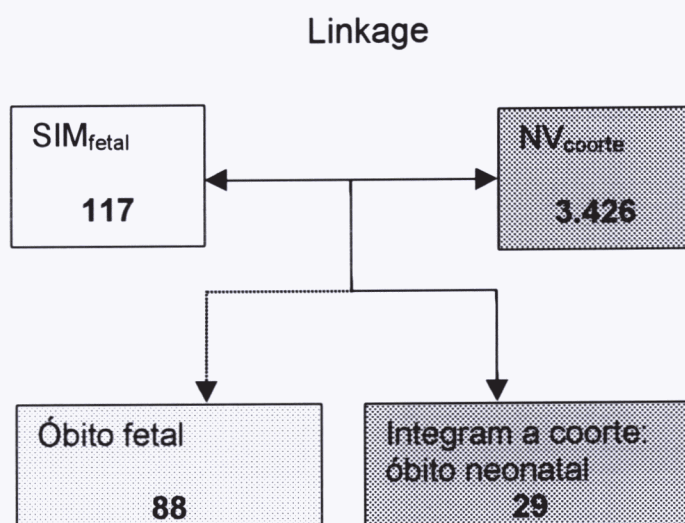 Linkage
SIMfetal
117
NVcoorte
3.426
Óbito fetal
88
Integram a coorte:
óbito neonatal
29